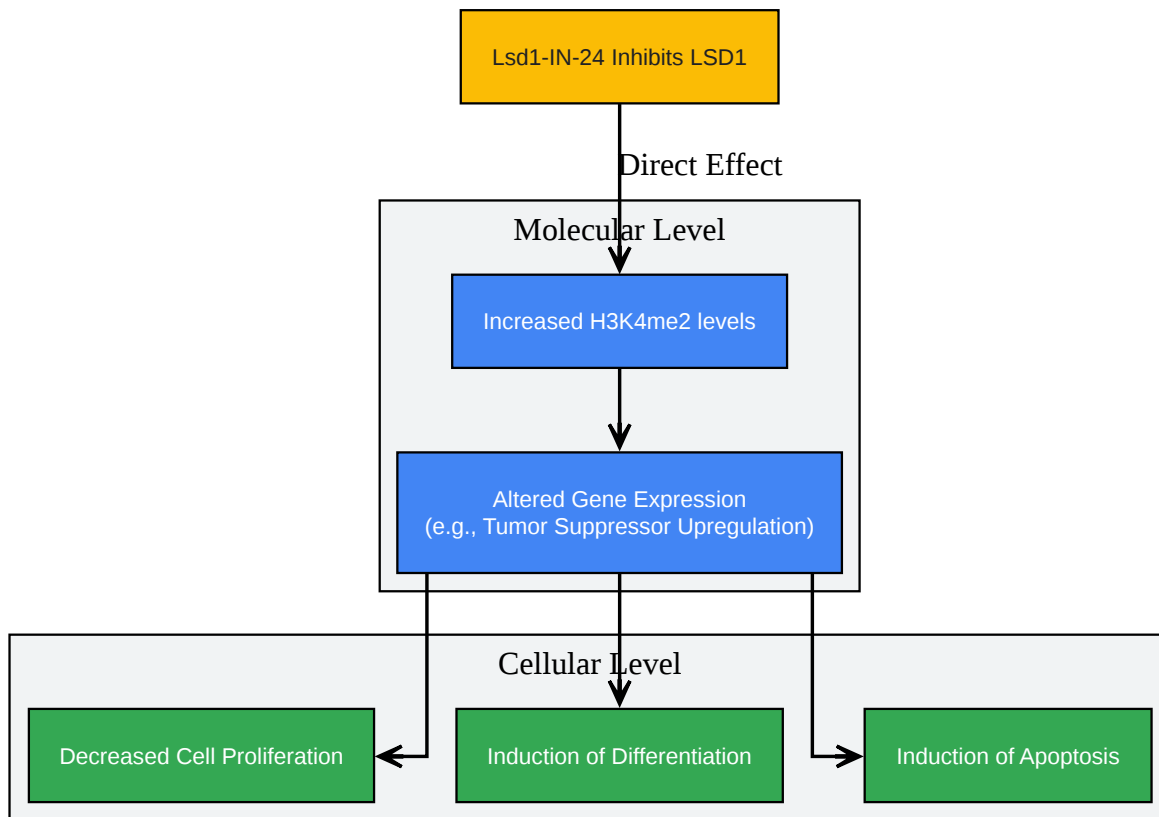 Lsd1-IN-24 Inhibits LSD1
Direct Effect
Molecular Level
Increased H3K4me2 levels
Altered Gene Expression
(e.g., Tumor Suppressor Upregulation)
Cellular Level
Decreased Cell Proliferation
Induction of Differentiation
Induction of Apoptosis